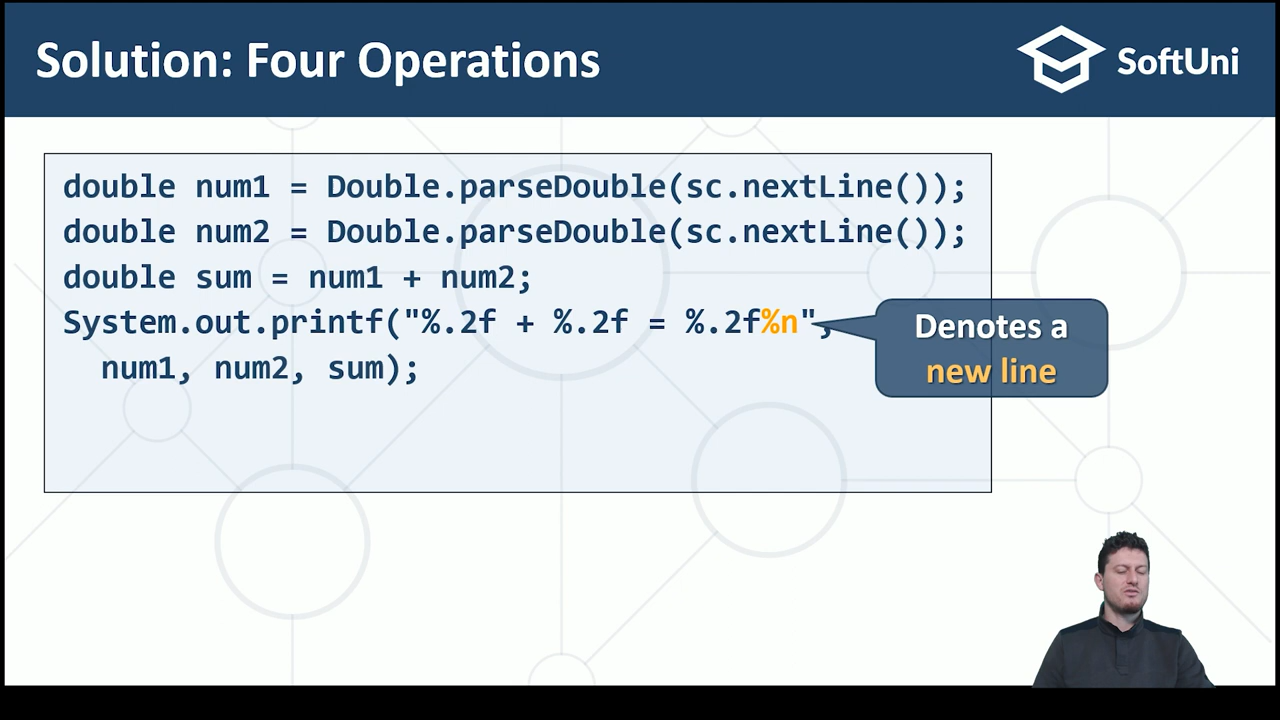 Solution: Four Operations
SoftUni
double num1 = Double.parseDouble(sc.nextLine());
double num2 = Double.parseDouble(sc.nextLine());
double sum = num1 + num2;
System.out.printf("%.2f + %.2f = %.2f%n",
num1, num2, sum);
Denotes a
new line